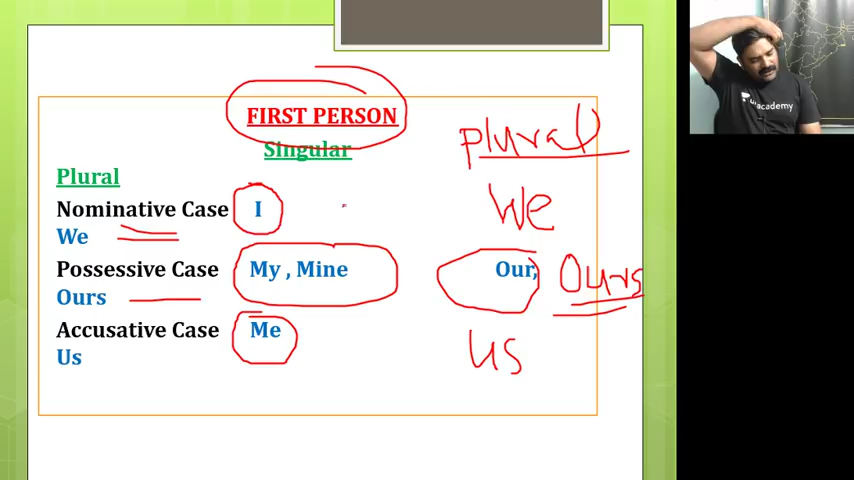 FIRST PERSON
Singular
plural
Plural
Nominative Case I
We
We
Possessive Case My , Mine Our, Ours
Ours
Accusative Case Me
Us
us
unacademy